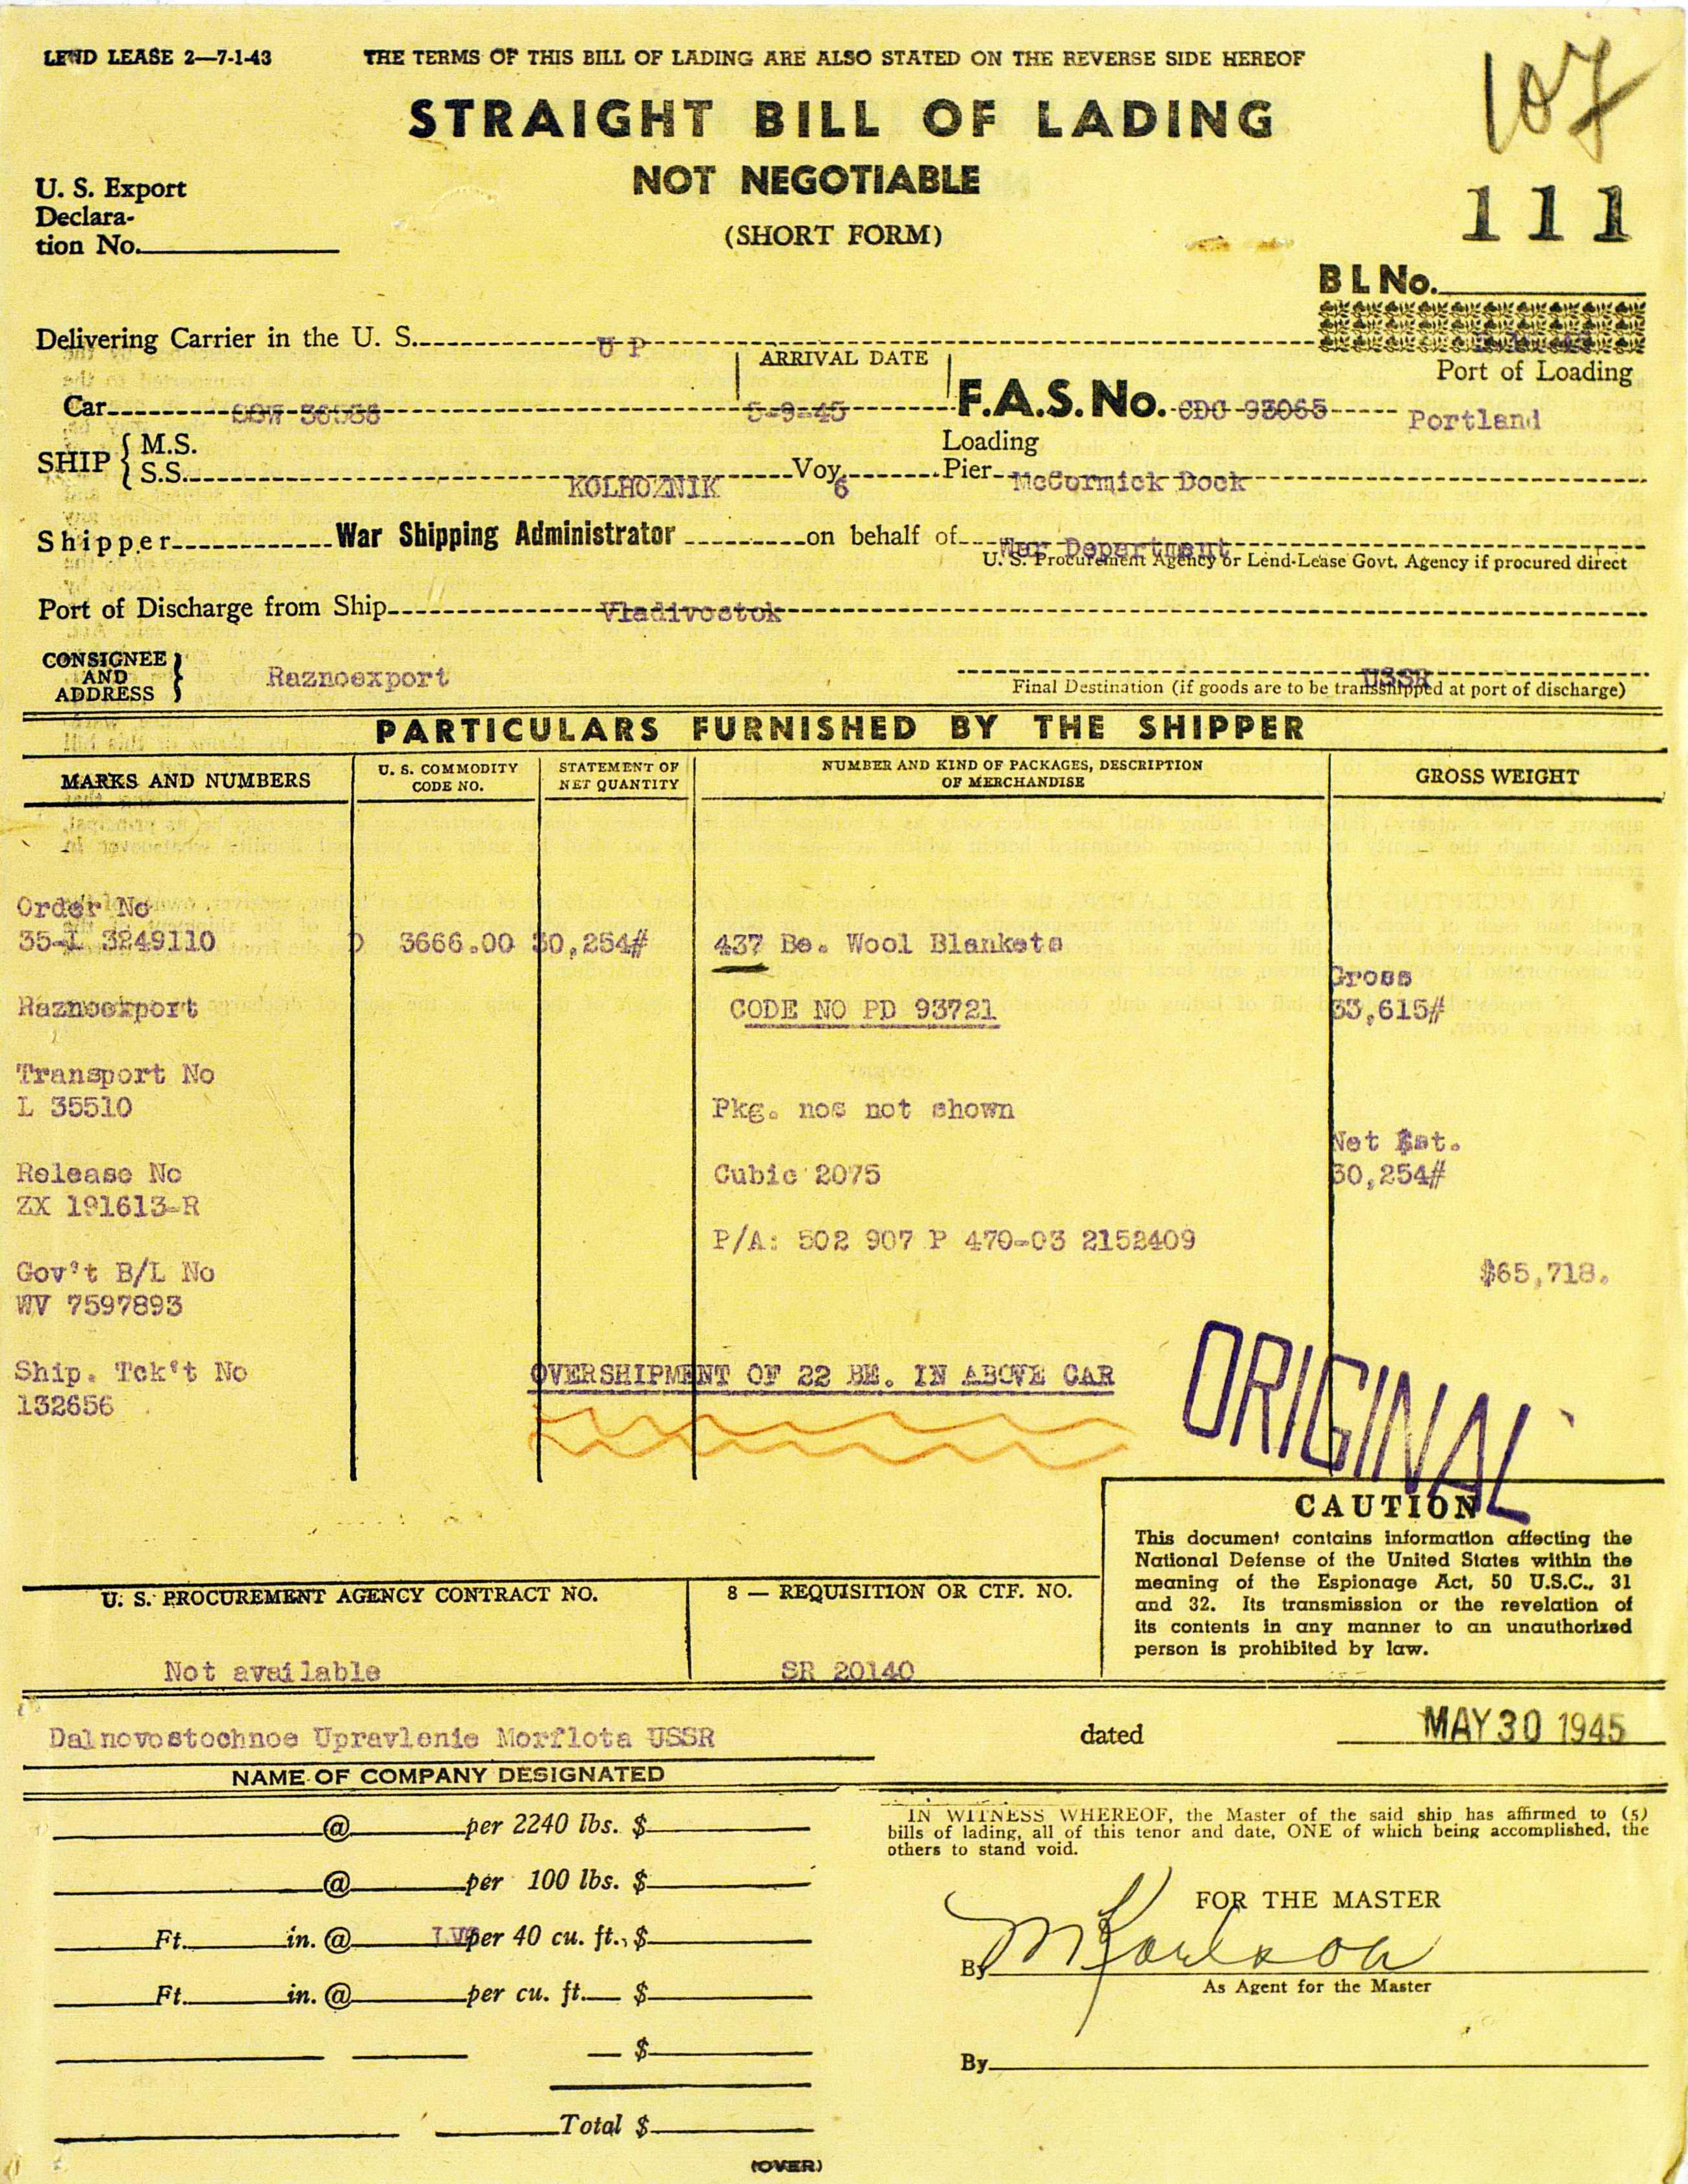 LEND LEASE 2—7-1-43 THE TERMS OF THIS BILL OF LADING ARE ALSO STATED ON THE REVERSE SIDE HEREOF
107
STRAIGHT BILL OF LADING
NOT NEGOTIABLE
(SHORT FORM)
111
U. S. Export
Declara-
tion No.
B L No.
Delivering Carrier in the U. S. U P
ARRIVAL DATE
Port of Loading
Car 36556 5-9-45 F.A.S. No. CDC 93065 Portland
SHIP { M.S.
S.S. KOLHOZNIK Voy 6 Loading Pier McCormick Dock
Shipper War Shipping Administrator on behalf of War Department
U. S. Procurement Agency or Lend-Lease Govt. Agency if procured direct
Port of Discharge from Ship Vladivostok
CONSIGNEE AND ADDRESS } Raznoexport USSR
Final Destination (if goods are to be transshipped at port of discharge)
PARTICULARS FURNISHED BY THE SHIPPER
MARKS AND NUMBERS U. S. COMMODITY CODE NO. STATEMENT OF NET QUANTITY NUMBER AND KIND OF PACKAGES, DESCRIPTION OF MERCHANDISE GROSS WEIGHT
Order No
35-L 3249110 3666.00 30,254# 437 Be. Wool Blankets
Gross
Raznoexport CODE NO PD 93721 33,615#
Transport No
L 35510 Pkg. nos not shown
Net Est.
Release No Cubic 2075 30,254#
ZX 191613-R
P/A: 502 907 P 470-03 2152409
Gov't B/L No $65,718.
WV 7597893
Ship. Tck't No OVERSHIPMENT OF 22 BE. IN ABOVE CAR
132656
ORIGINAL
CAUTION
This document contains information affecting the
National Defense of the United States within the
meaning of the Espionage Act, 50 U.S.C., 31
and 32. Its transmission or the revelation of
its contents in any manner to an unauthorized
person is prohibited by law.
U. S. PROCUREMENT AGENCY CONTRACT NO. 8 — REQUISITION OR CTF. NO.
Not available SR 20140
Dalnovostochnoe Upravlenie Morflota USSR dated MAY 30 1945
NAME OF COMPANY DESIGNATED
IN WITNESS WHEREOF, the Master of the said ship has affirmed to (5)
bills of lading, all of this tenor and date, ONE of which being accomplished, the
others to stand void.
@ per 2240 lbs. $
@ per 100 lbs. $
FOR THE MASTER
Ft. in. @ per 40 cu. ft., $
By
As Agent for the Master
Ft. in. @ per cu. ft. $
$
By
Total $
(OVER)